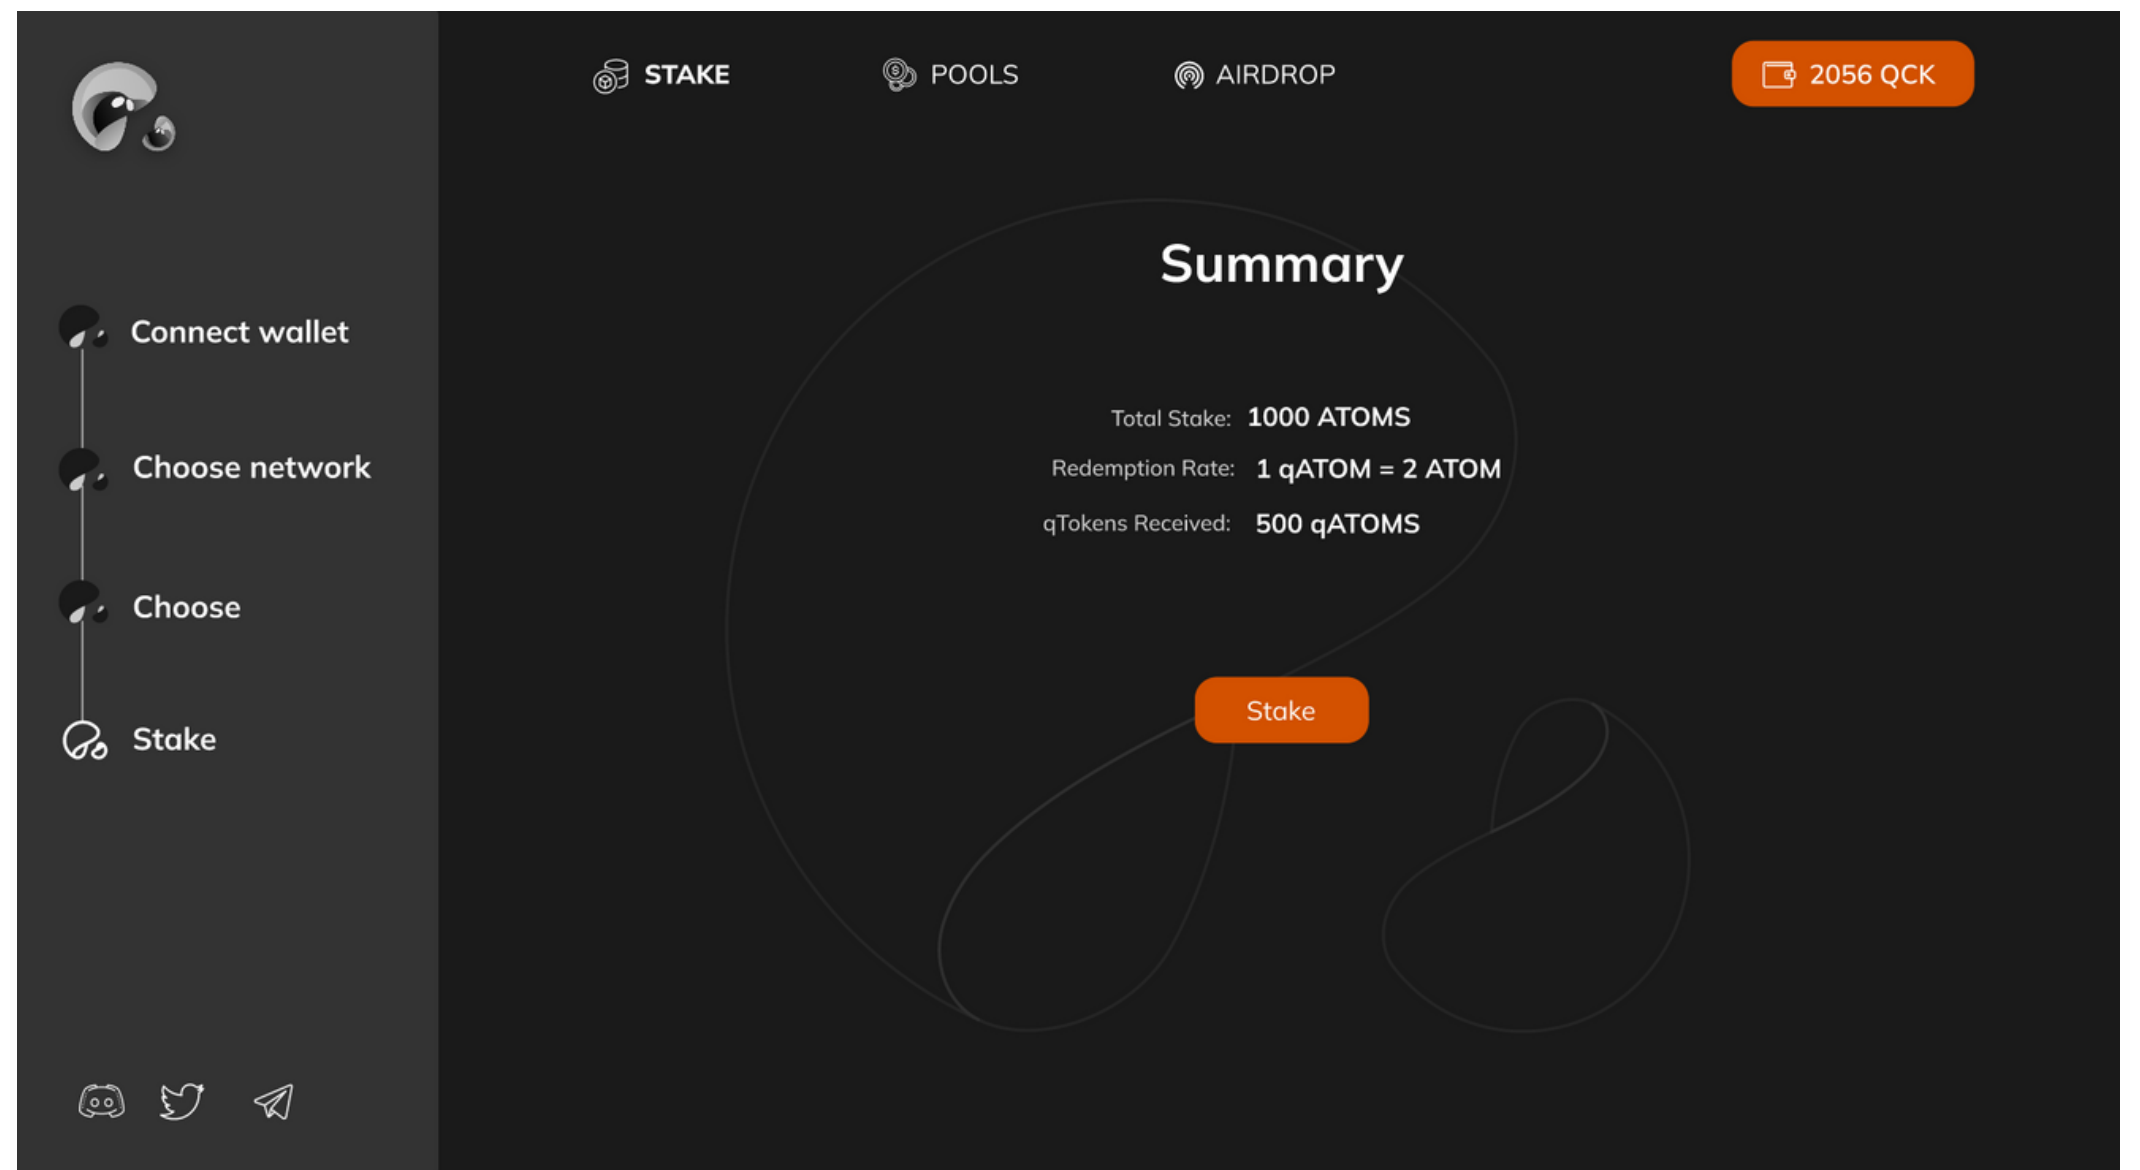 STAKE
POOLS
AIRDROP
2056 QCK
Connect wallet
Choose network
Choose
Stake
Summary
Total Stake: 1000 ATOMS
Redemption Rate: 1 qATOM = 2 ATOM
qTokens Received: 500 qATOMS
Stake